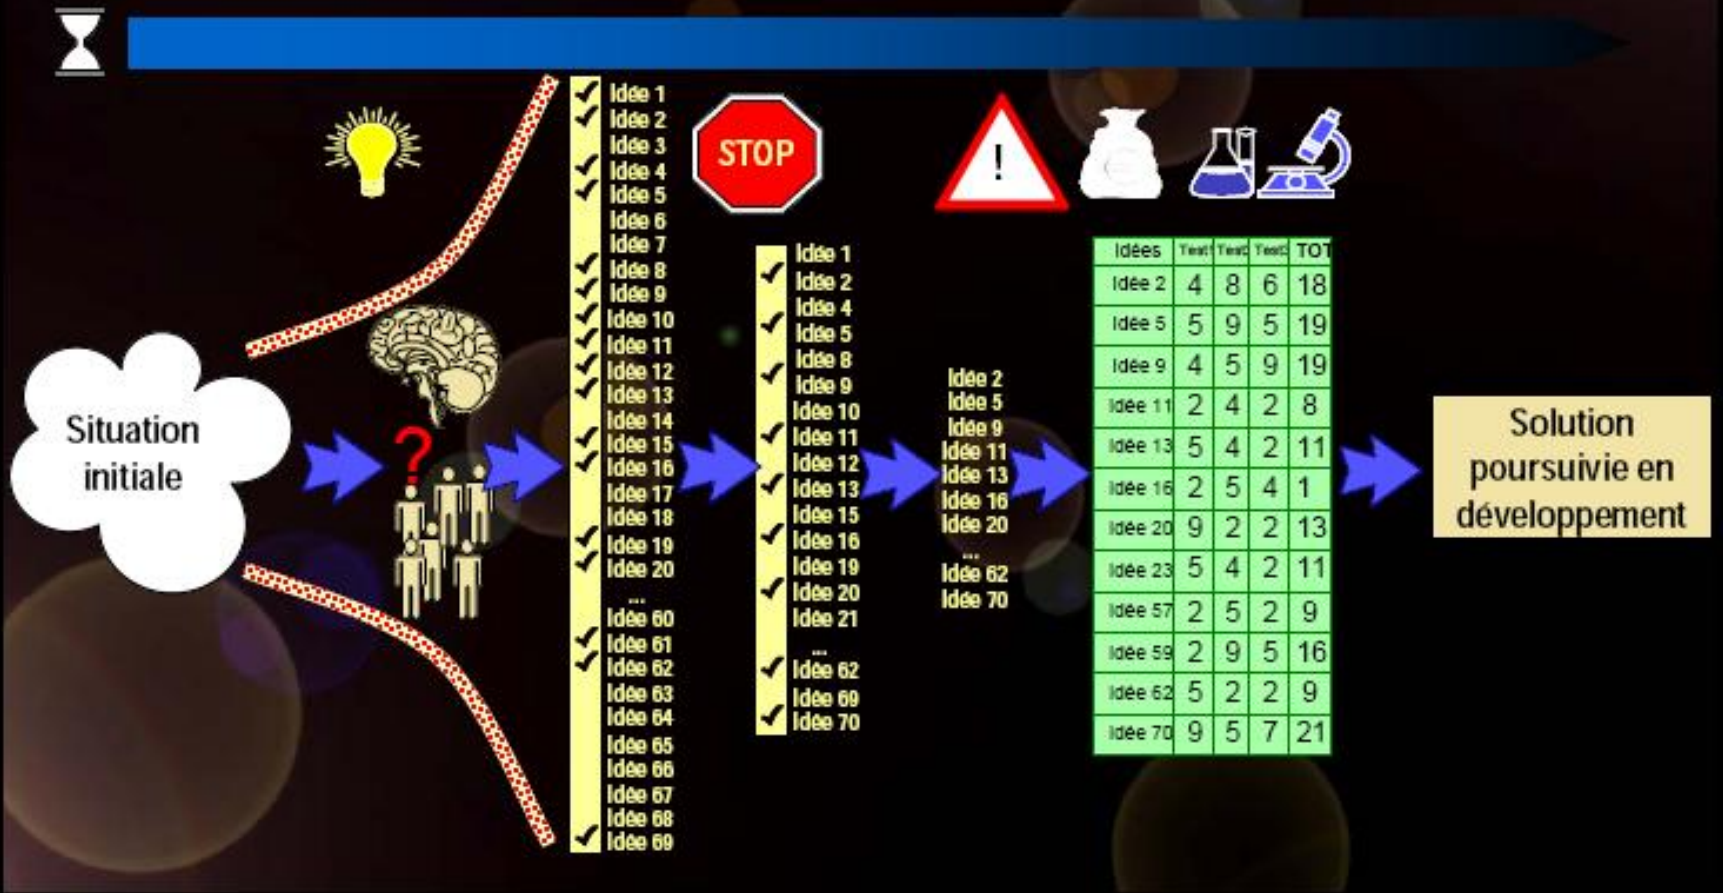 Situation
initiale
?
Idée 1
Idée 2
Idée 3
Idée 4
Idée 5
Idée 6
Idée 7
Idée 8
Idée 9
Idée 10
Idée 11
Idée 12
Idée 13
Idée 14
Idée 15
Idée 16
Idée 17
Idée 18
Idée 19
Idée 20
...
Idée 60
Idée 61
Idée 62
Idée 63
Idée 64
Idée 65
Idée 66
Idée 67
Idée 68
Idée 69
STOP
Idée 1
Idée 2
Idée 4
Idée 5
Idée 8
Idée 9
Idée 10
Idée 11
Idée 12
Idée 13
Idée 15
Idée 16
Idée 19
Idée 20
Idée 21
...
Idée 62
Idée 69
Idée 70
!
Idée 2
Idée 5
Idée 9
Idée 11
Idée 13
Idée 16
Idée 20
...
Idée 62
Idée 70
Idées TOT
Idée 2 4 8 6 18
Idée 5 5 9 5 19
Idée 9 4 5 9 19
Idée 11 2 4 2 8
Idée 13 5 4 2 11
Idée 16 2 5 4 1
Idée 20 9 2 2 13
Idée 23 5 4 2 11
Idée 57 2 5 2 9
Idée 59 2 9 5 16
Idée 62 5 2 2 9
Idée 70 9 5 7 21
Solution
poursuivie en
développement